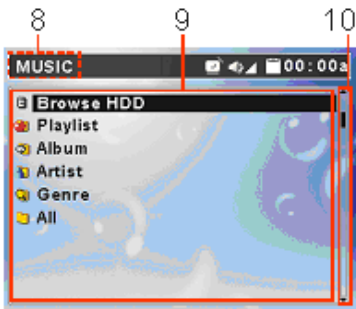 8 9 10
MUSIC 00:00a
Browse HDD
Playlist
Album
Artist
Genre
All